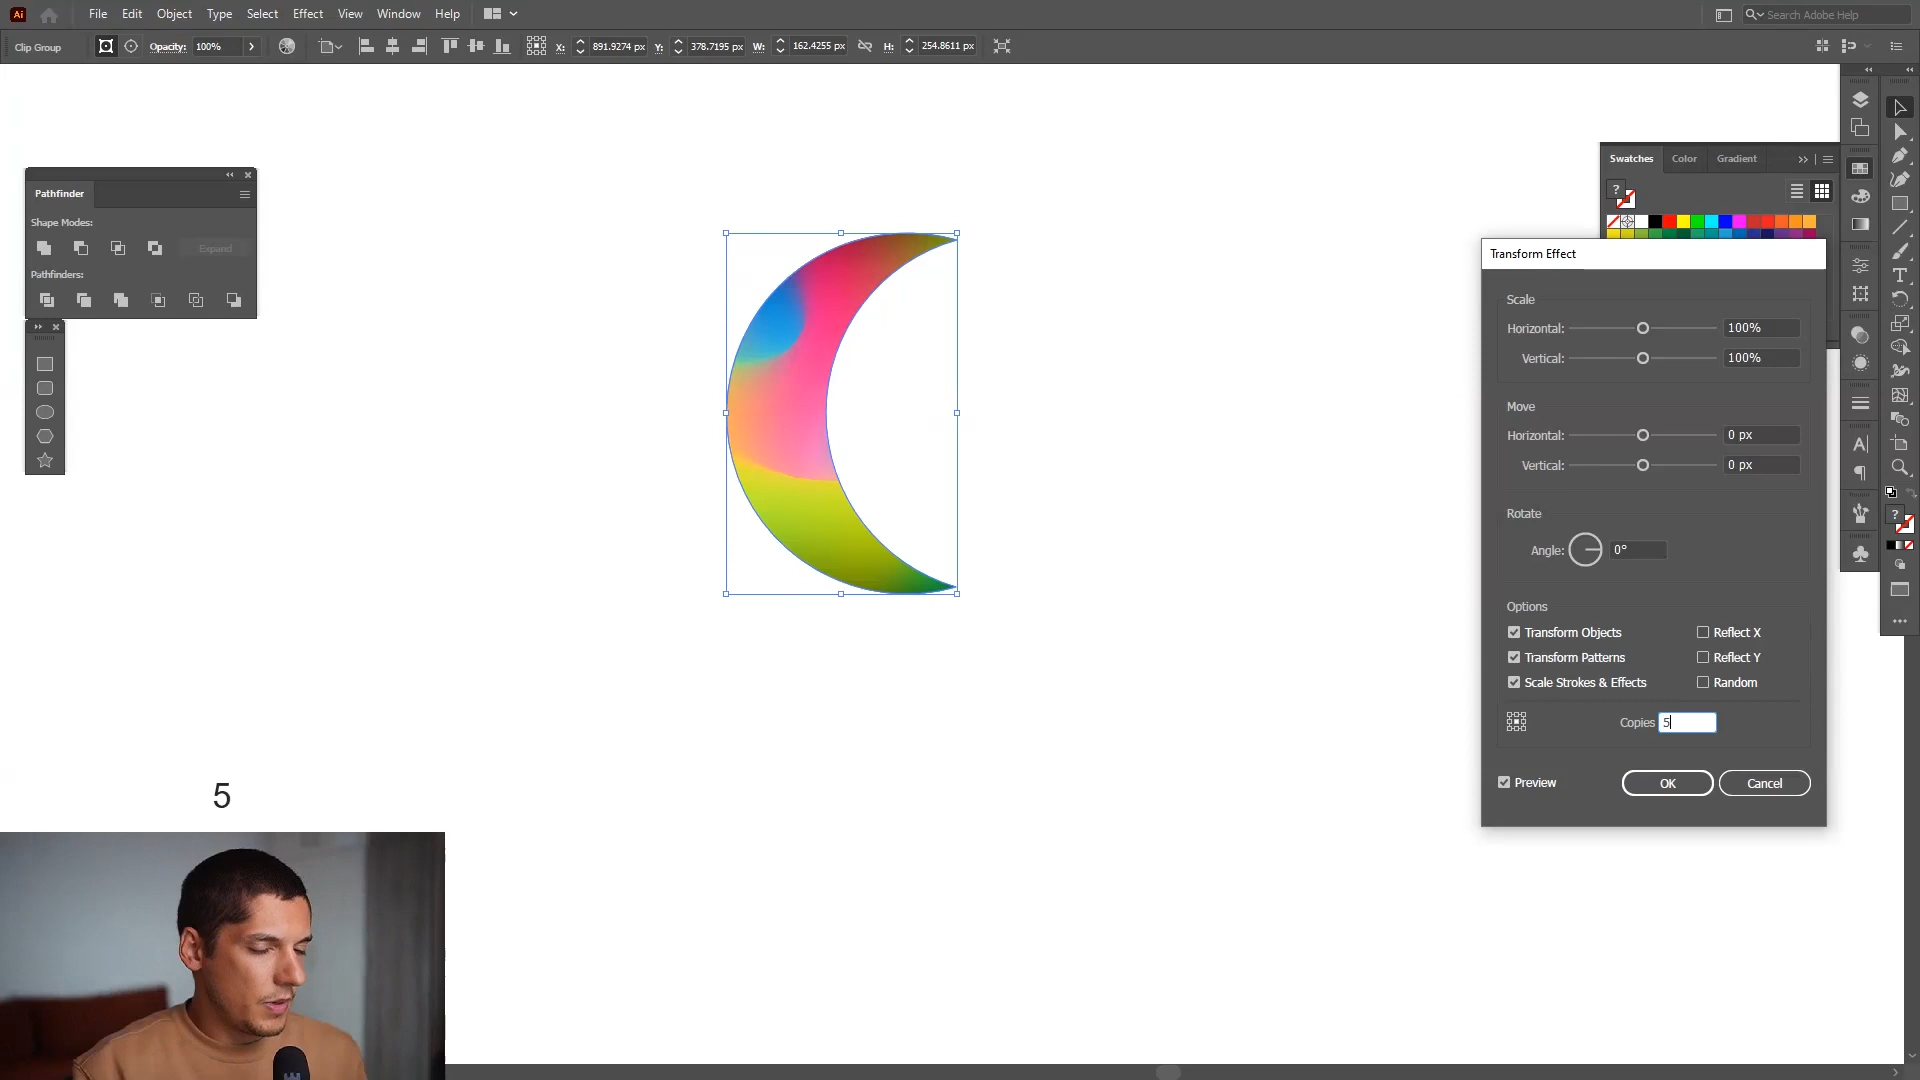 Ai File Edit Object Type Select Effect View Window Help Search Adobe Help
Clip Group Opacity: 100% X: 891.9274 px Y: 378.7195 px W: 162.4255 px H: 254.8611 px
Swatches Color Gradient
Pathfinder
Shape Modes:
Expand
Pathfinders:
?
Transform Effect
Scale
Horizontal: 100%
Vertical: 100%
Move
Horizontal: 0 px
Vertical: 0 px
Rotate
Angle: 0°
Options
Transform Objects Reflect X
Transform Patterns Reflect Y
Scale Strokes & Effects Random
Copies 5
Preview OK Cancel
A
T
?
5